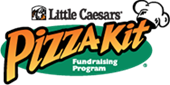 Little Caesars®
PIZZA KIT
Fundraising
Program
®